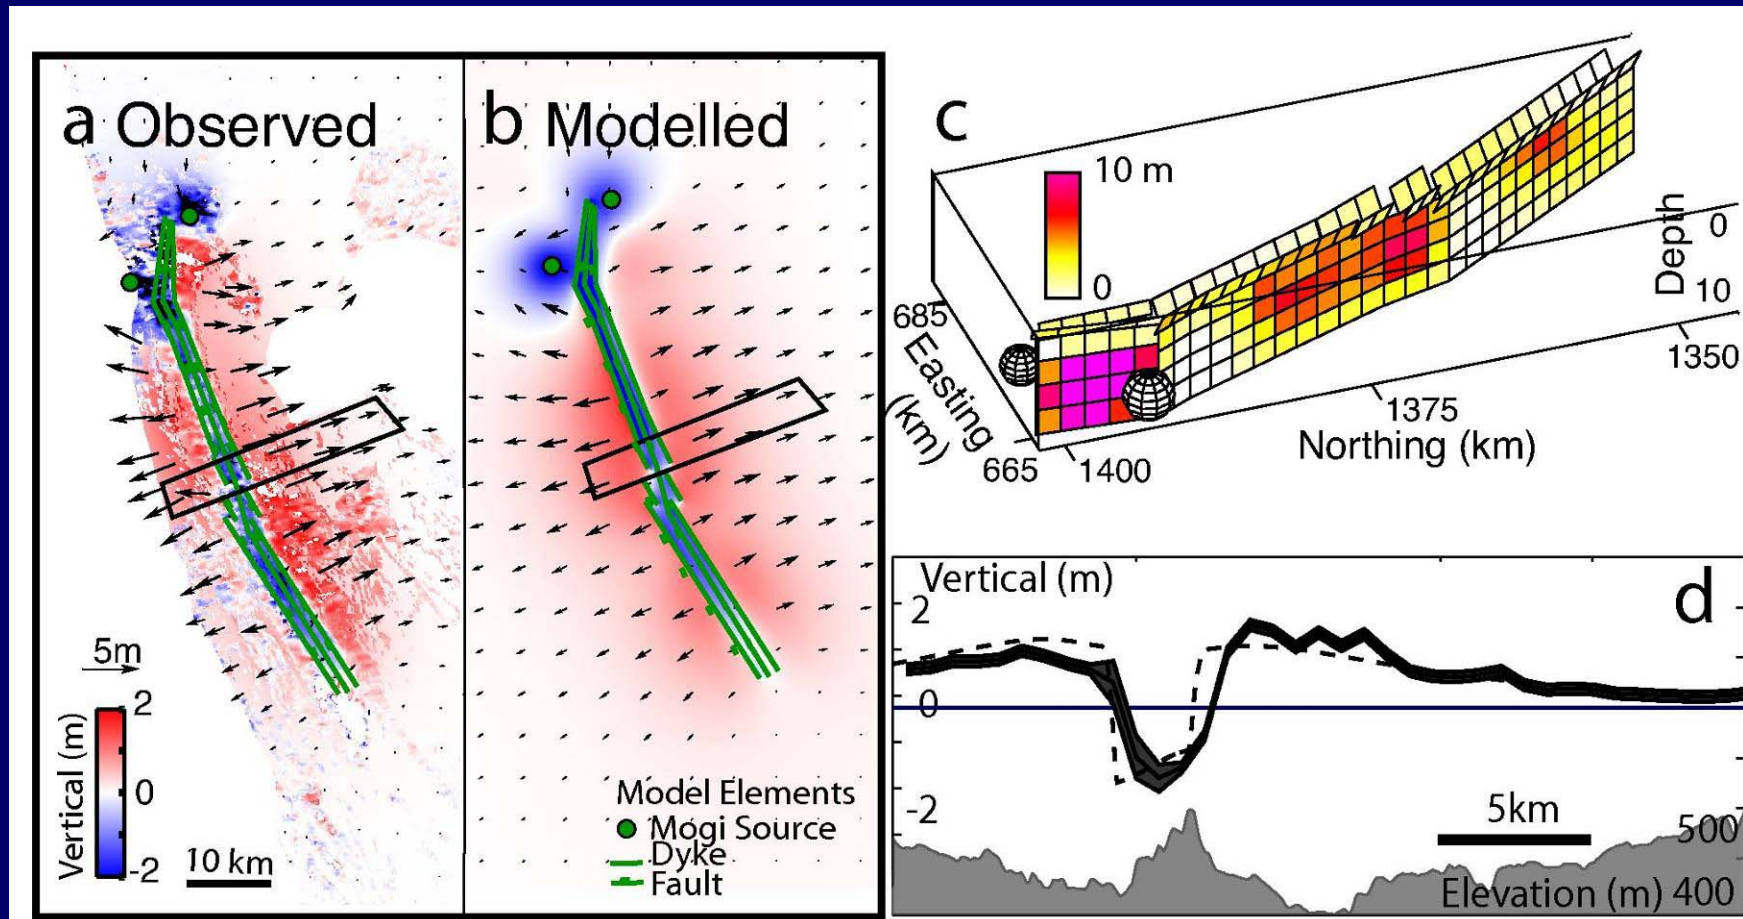 a Observed
5m
Vertical (m)
2
0
-2
10 km
b Modelled
Model Elements
Mogi Source
Dyke
Fault
c
10 m
0
Depth
0
10
685
Easting
(km)
665
1400
1375
1350
Northing (km)
d
Vertical (m)
2
0
-2
5km
500
Elevation (m) 400